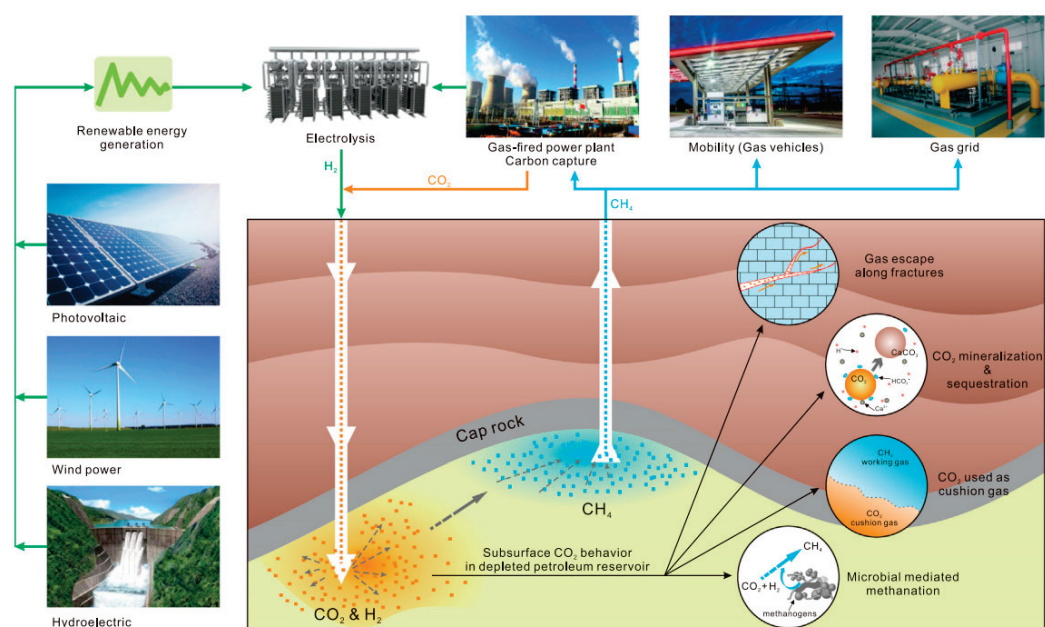 Renewable energy
generation
Electrolysis
Gas-fired power plant
Carbon capture
Mobility (Gas vehicles)
Gas grid
H₂
CO₂
CH₄
Photovoltaic
Wind power
Hydroelectric
Cap rock
CH₄
CO₂ & H₂
Subsurface CO₂ behavior
in depleted petroleum reservoir
Gas escape
along fractures
H⁺
CaCO₃
CO₂
HCO₃⁻
Ca²⁺
CO₂ mineralization
&
sequestration
CH₄
working gas
CO₂
cushion gas
CO₂ used as
cushion gas
CH₄
CO₂ + H₂
methanogens
Microbial mediated
methanation